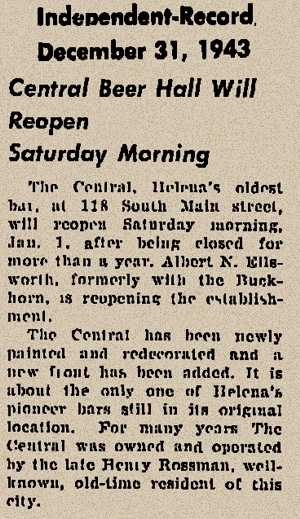 Independent-Record,
December 31, 1943
Central Beer Hall Will
Reopen
Saturday Morning
The Central, Helena's oldest
bar, at 118 South Main street,
will reopen Saturday morning,
Jan. 1, after being closed for
more than a year. Albert N. Ells-
worth, formerly with the Buck-
horn, is reopening the establish-
ment.
The Central has been newly
painted and redecorated and a
new front has been added. It is
about the only one of Helena's
pioneer bars still in its original
location. For many years The
Central was owned and operated
by the late Henry Rossman, well-
known, old-time resident of this
city.